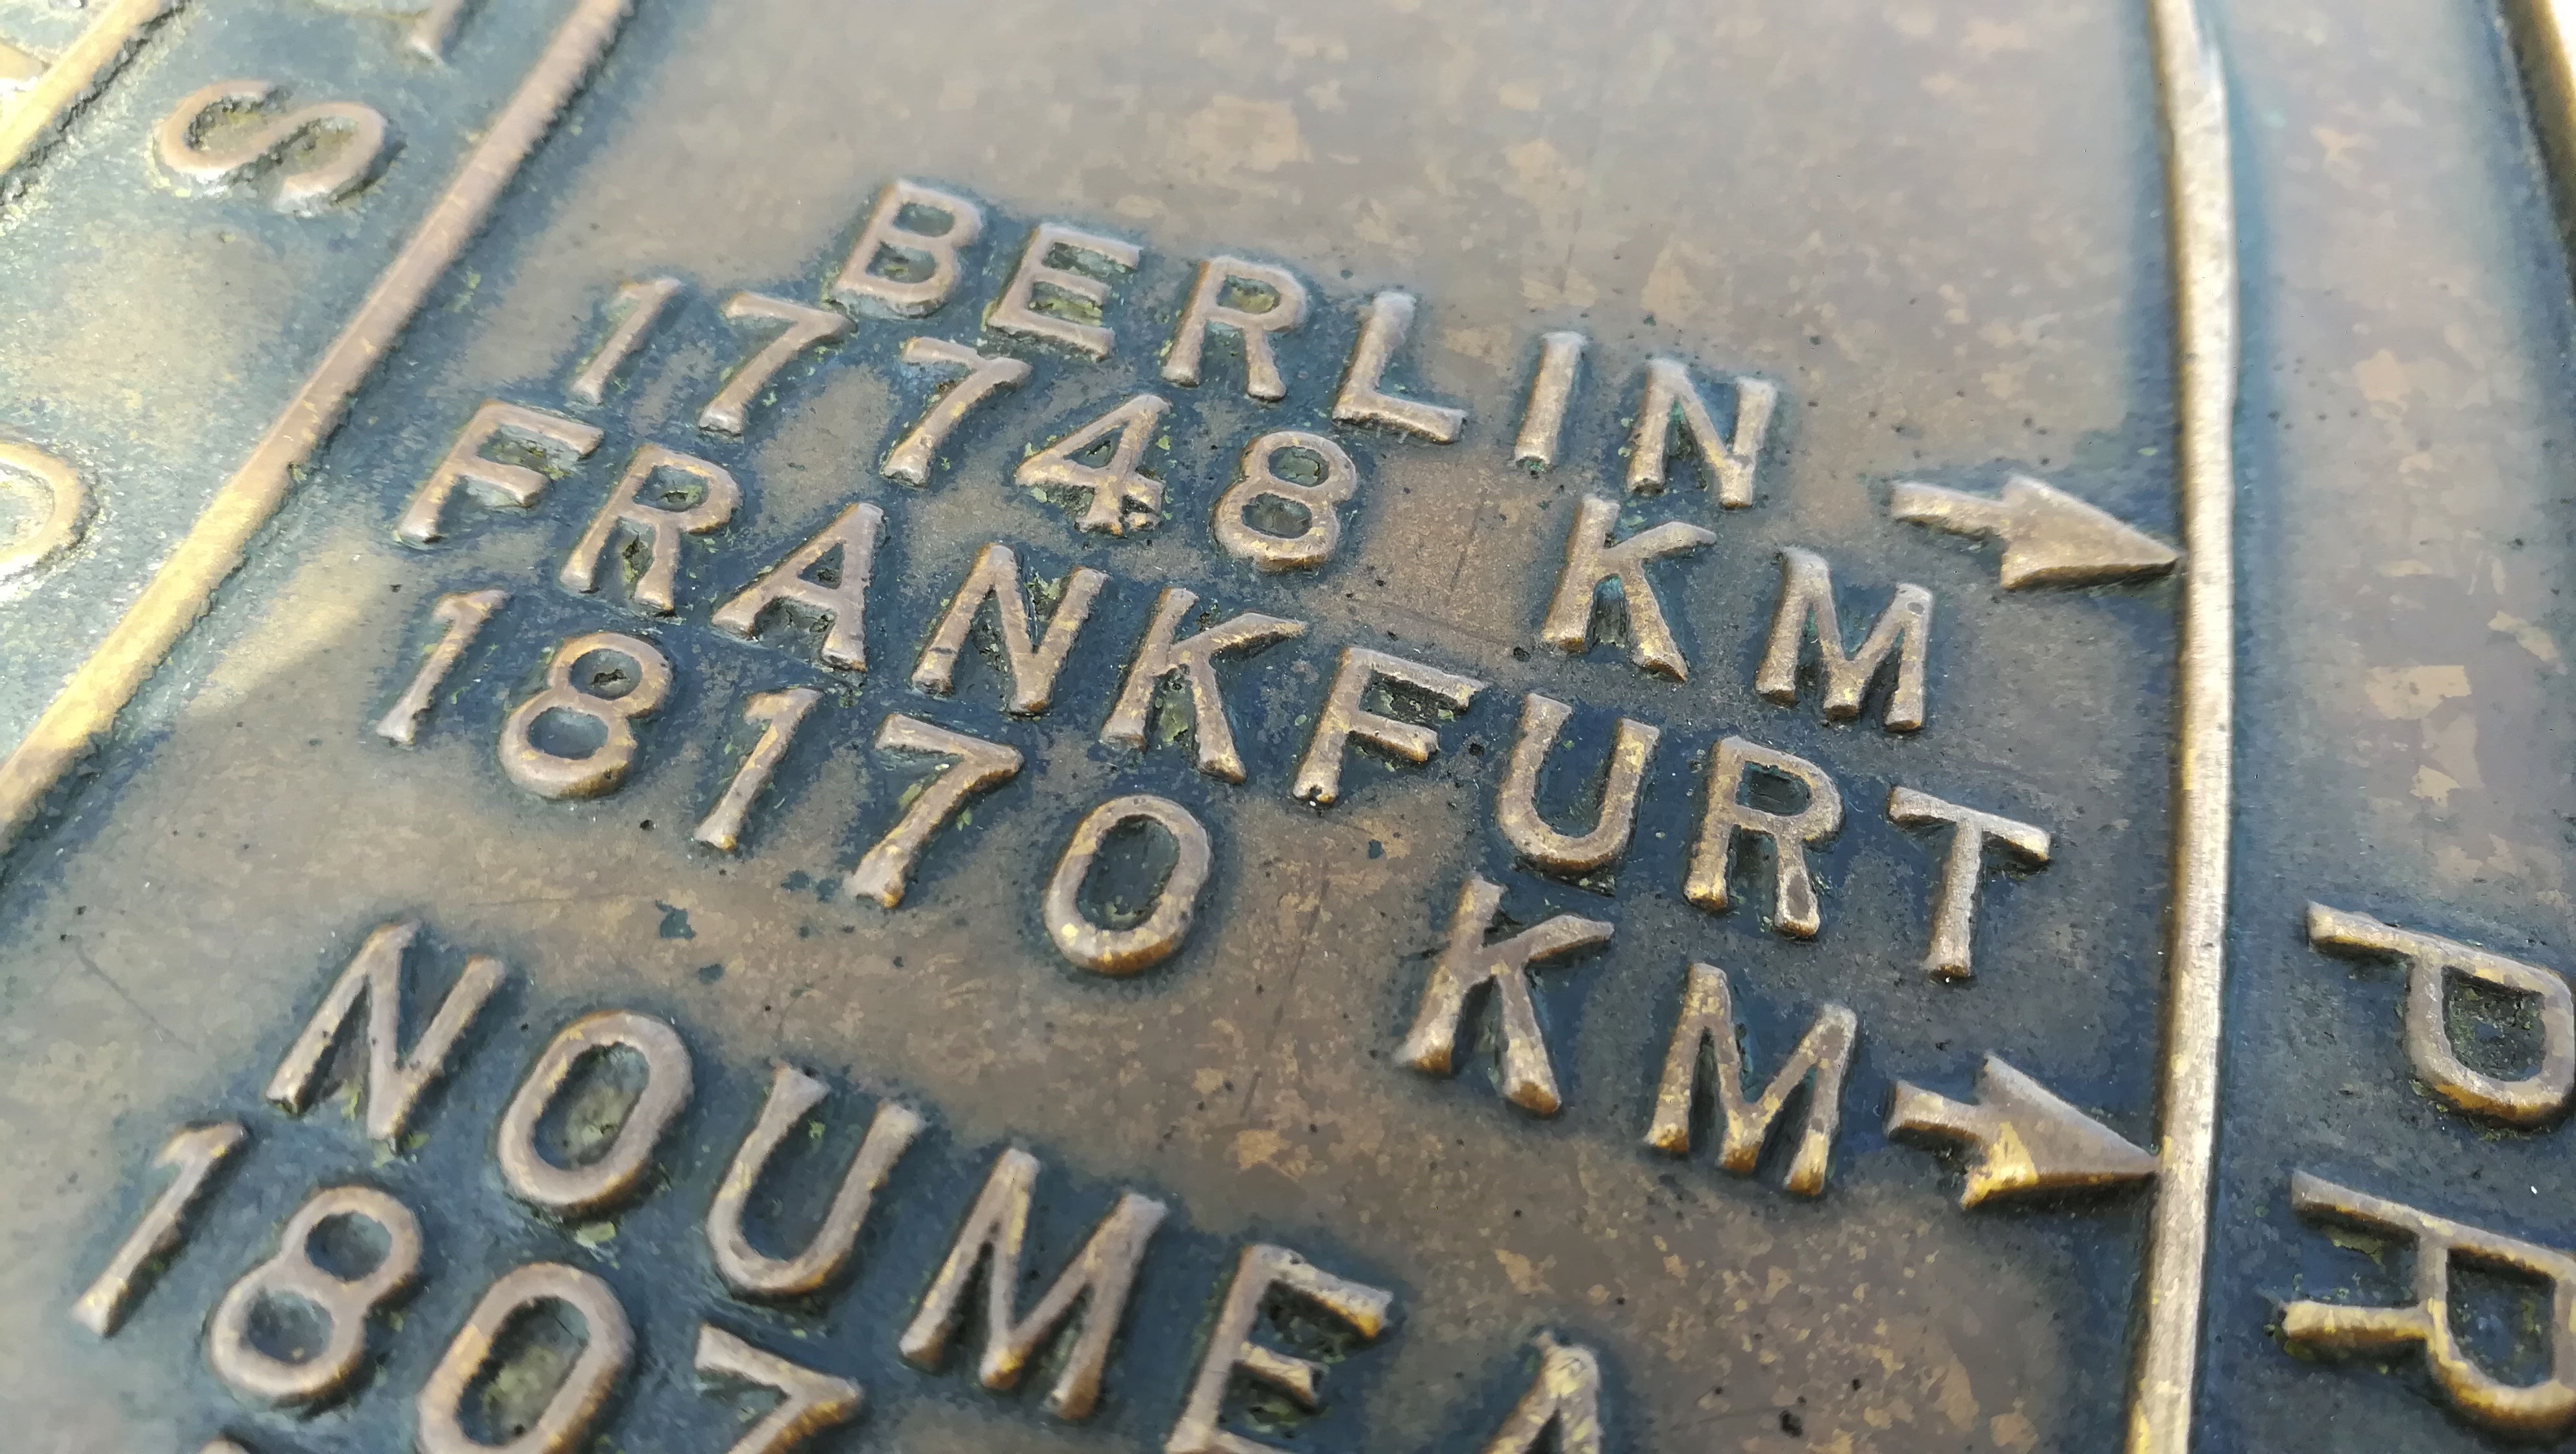 BERLIN
17748 KM
FRANKFURT
18170 KM
NOUMEA